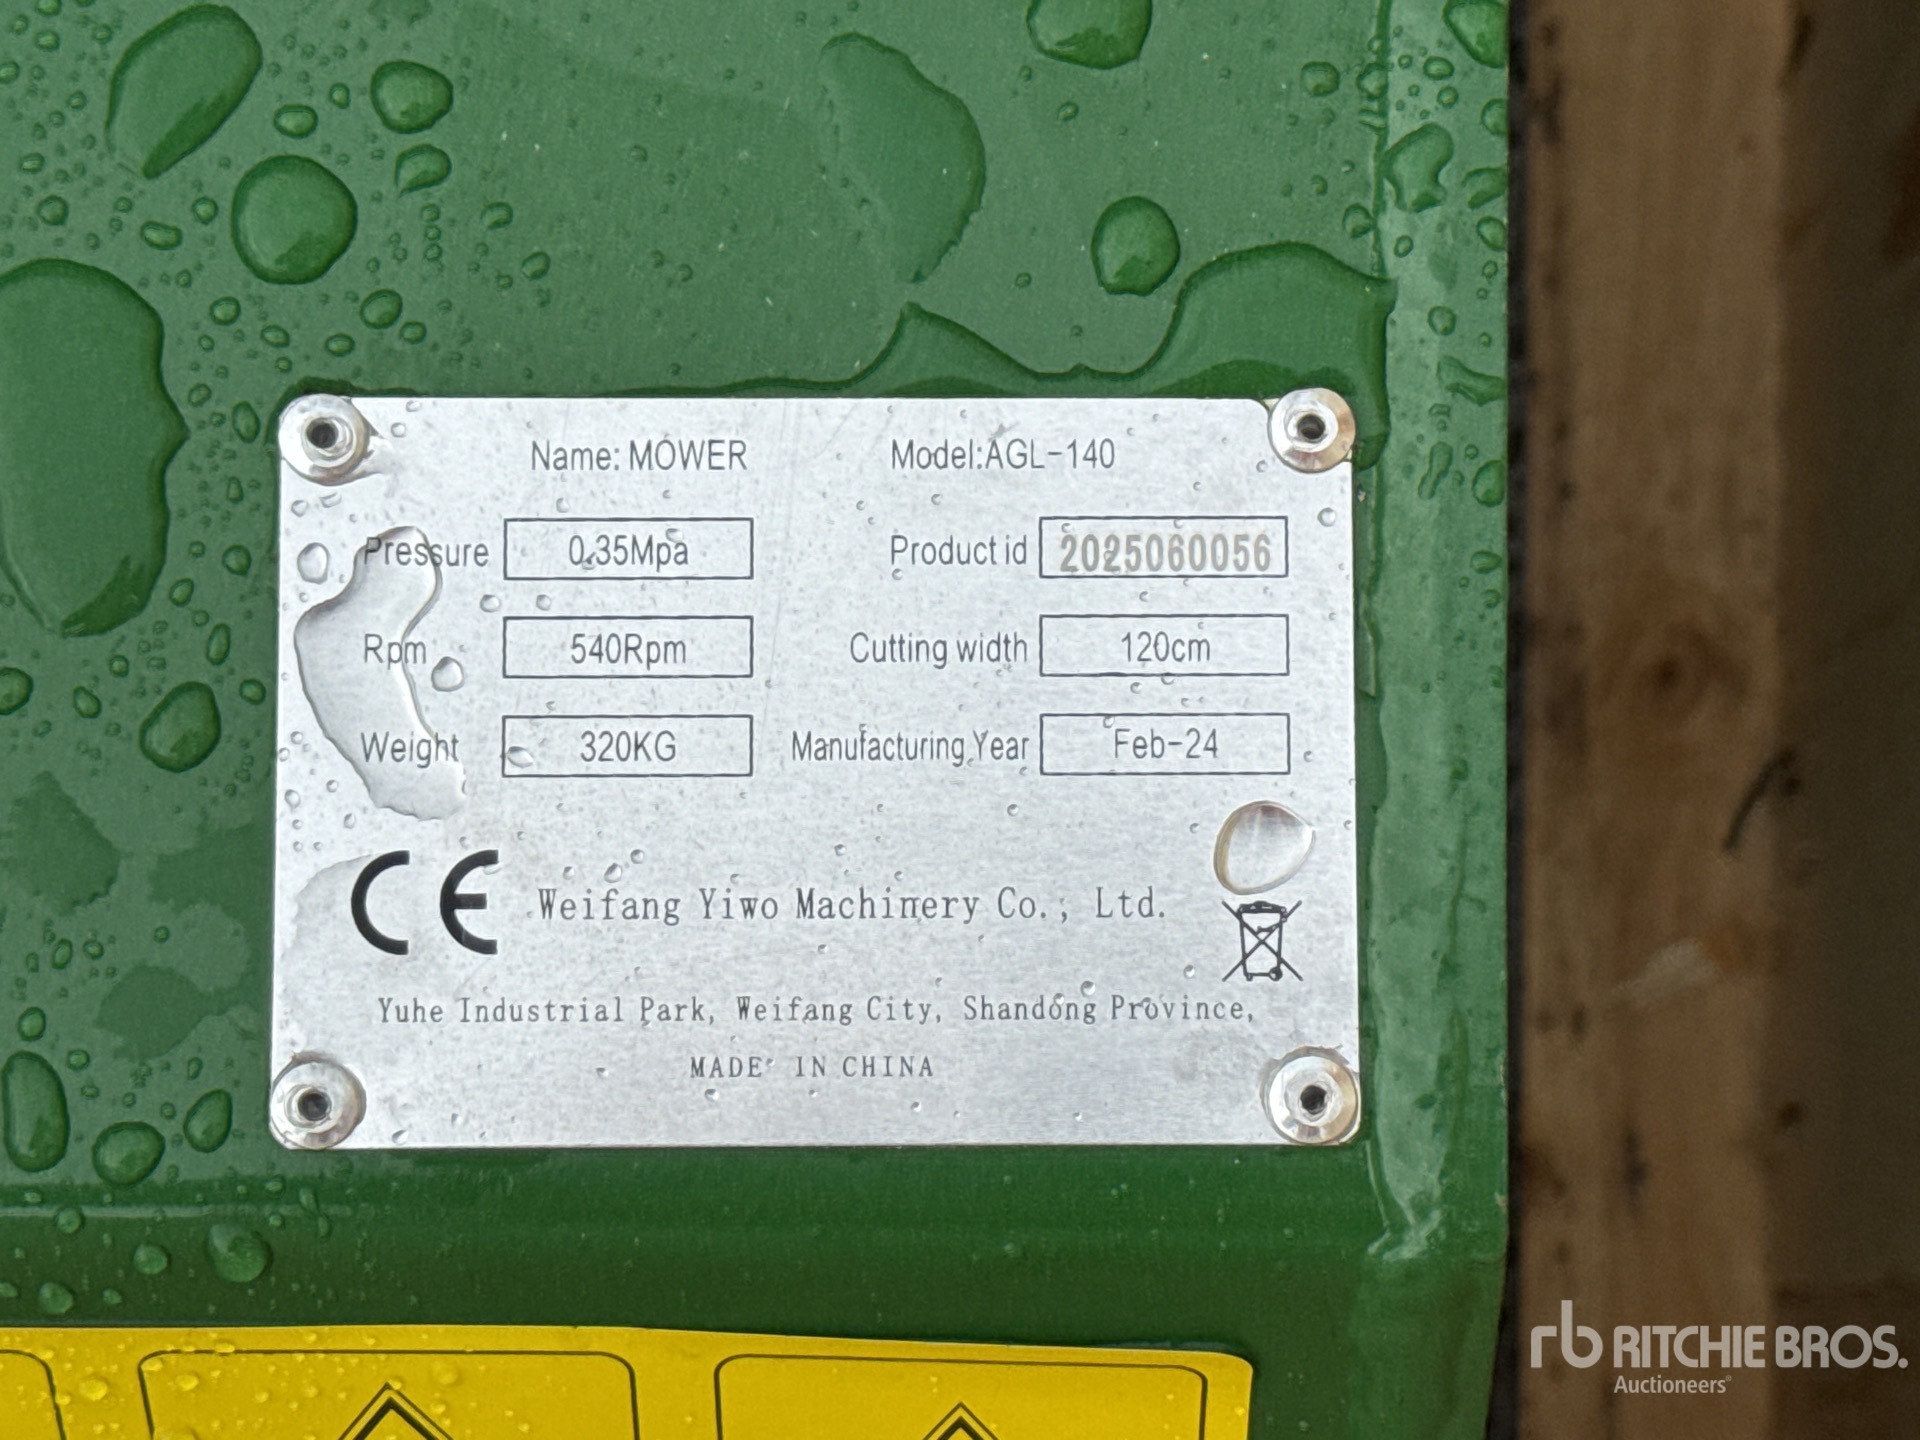 Name: MOWER Model:AGL-140
Pressure 0.35Mpa Product id 2025060056
Rpm 540Rpm Cutting width 120cm
Weight 320KG Manufacturing Year Feb-24
CE Weifang Yiwo Machinery Co., Ltd.
Yuhe Industrial Park, Weifang City, Shandong Province,
MADE IN CHINA
rb RITCHIE BROS.
Auctioneers